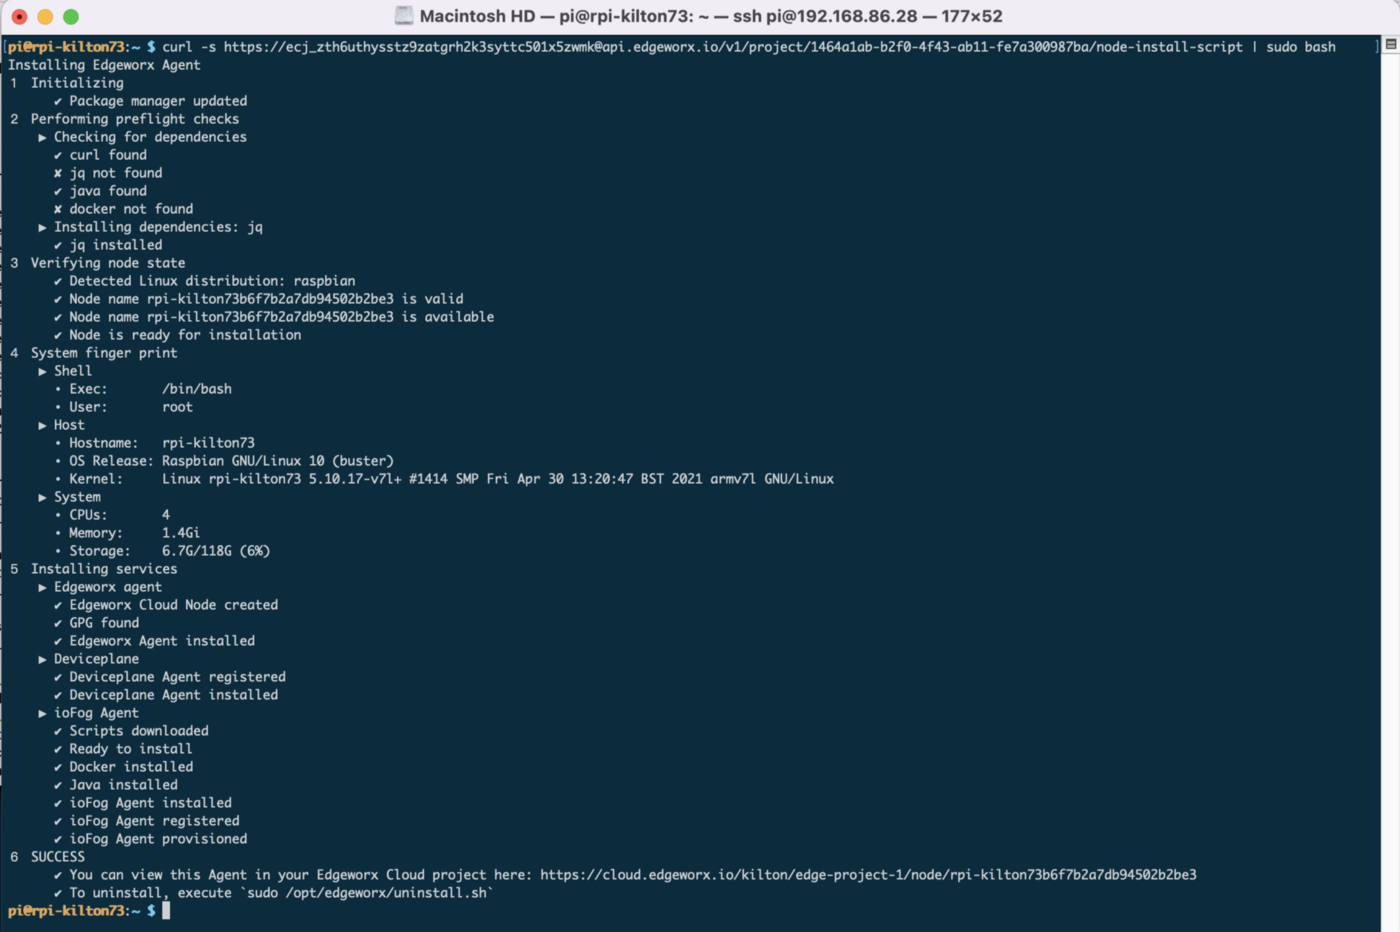 Macintosh HD — pi@rpi-kilton73: ~ — ssh pi@192.168.86.28 — 177×52
[pi@rpi-kilton73:~ $ curl -s https://ecj_zth6uthysstz9zatgrh2k3syttc501x5zwmk@api.edgeworx.io/v1/project/1464a1ab-b2f0-4f43-ab11-fe7a300987ba/node-install-script | sudo bash ]
Installing Edgeworx Agent
1 Initializing
✔ Package manager updated
2 Performing preflight checks
▶ Checking for dependencies
✔ curl found
✘ jq not found
✔ java found
✘ docker not found
▶ Installing dependencies: jq
✔ jq installed
3 Verifying node state
✔ Detected Linux distribution: raspbian
✔ Node name rpi-kilton73b6f7b2a7db94502b2be3 is valid
✔ Node name rpi-kilton73b6f7b2a7db94502b2be3 is available
✔ Node is ready for installation
4 System finger print
▶ Shell
• Exec: /bin/bash
• User: root
▶ Host
• Hostname: rpi-kilton73
• OS Release: Raspbian GNU/Linux 10 (buster)
• Kernel: Linux rpi-kilton73 5.10.17-v7l+ #1414 SMP Fri Apr 30 13:20:47 BST 2021 armv7l GNU/Linux
▶ System
• CPUs: 4
• Memory: 1.4Gi
• Storage: 6.7G/118G (6%)
5 Installing services
▶ Edgeworx agent
✔ Edgeworx Cloud Node created
✔ GPG found
✔ Edgeworx Agent installed
▶ Deviceplane
✔ Deviceplane Agent registered
✔ Deviceplane Agent installed
▶ ioFog Agent
✔ Scripts downloaded
✔ Ready to install
✔ Docker installed
✔ Java installed
✔ ioFog Agent installed
✔ ioFog Agent registered
✔ ioFog Agent provisioned
6 SUCCESS
✔ You can view this Agent in your Edgeworx Cloud project here: https://cloud.edgeworx.io/kilton/edge-project-1/node/rpi-kilton73b6f7b2a7db94502b2be3
✔ To uninstall, execute `sudo /opt/edgeworx/uninstall.sh`
pi@rpi-kilton73:~ $